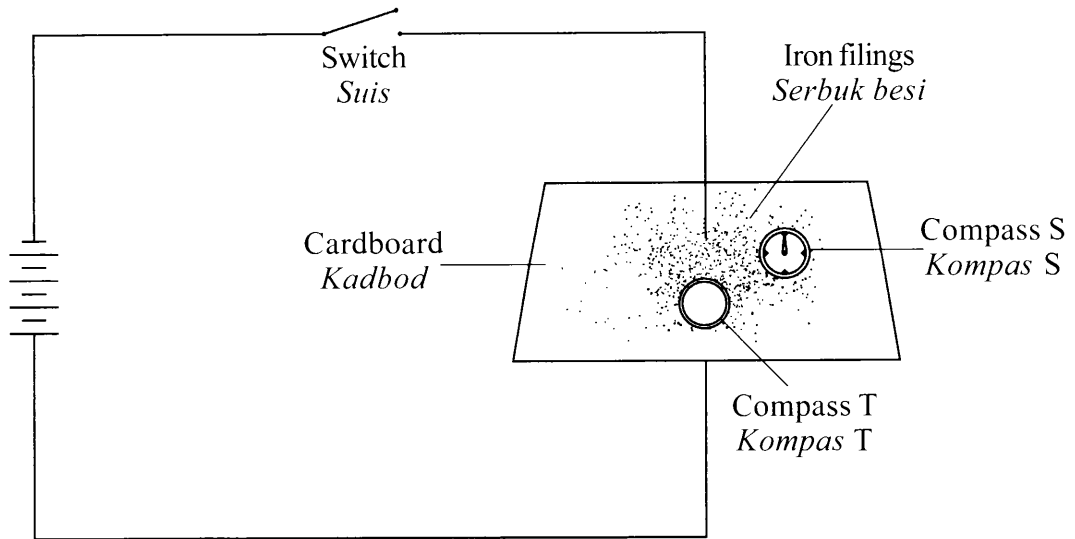 Switch
Suis
Iron filings
Serbuk besi
Cardboard
Kadbod
Compass S
Kompas S
Compass T
Kompas T